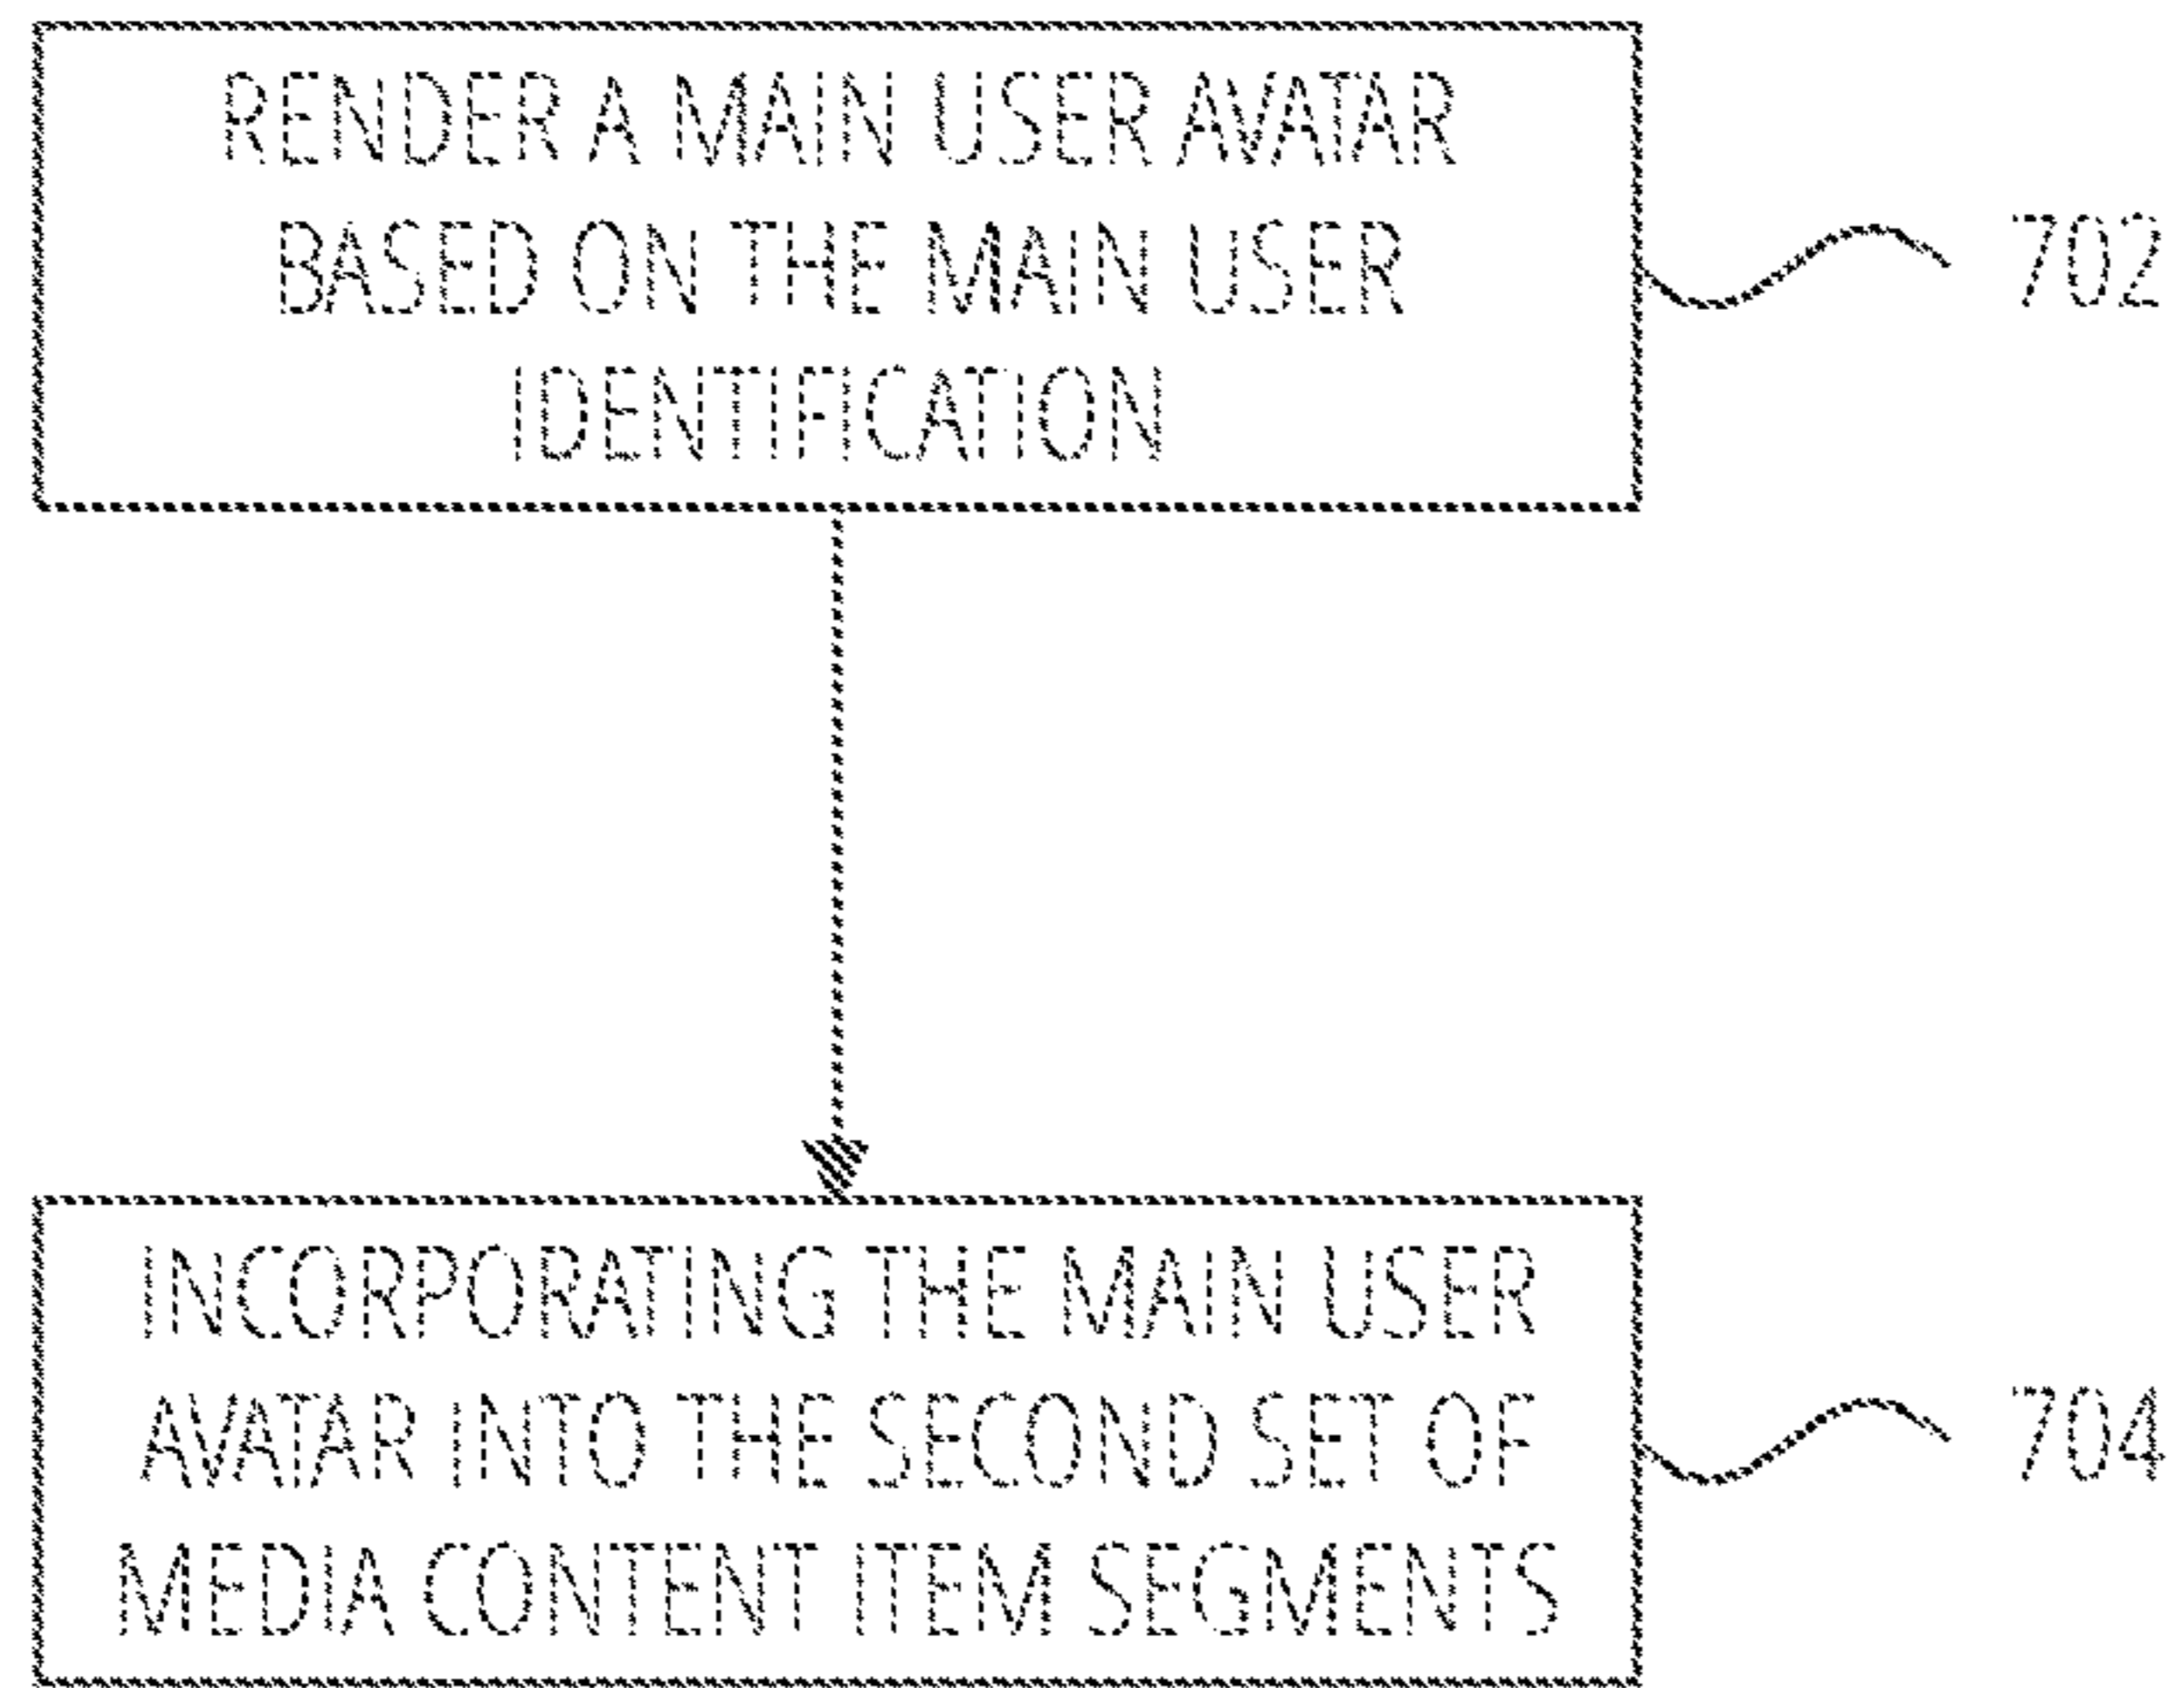 RENDER A MAIN USER AVATAR
BASED ON THE MAIN USER
IDENTIFICATION
702
INCORPORATING THE MAIN USER
AVATAR INTO THE SECOND SET OF
MEDIA CONTENT ITEM SEGMENTS
704